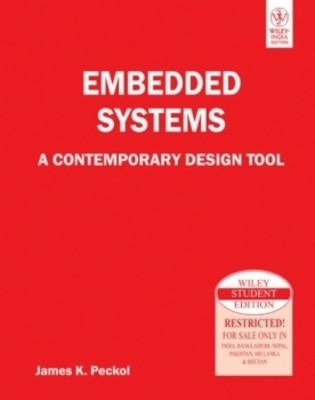 WILEY-
INDIA
EDITION
EMBEDDED
SYSTEMS
A CONTEMPORARY DESIGN TOOL
WILEY
STUDENT
EDITION
RESTRICTED!
FOR SALE ONLY IN
INDIA, BANGLADESH, NEPAL,
PAKISTAN, SRI LANKA
& BHUTAN
James K. Peckol